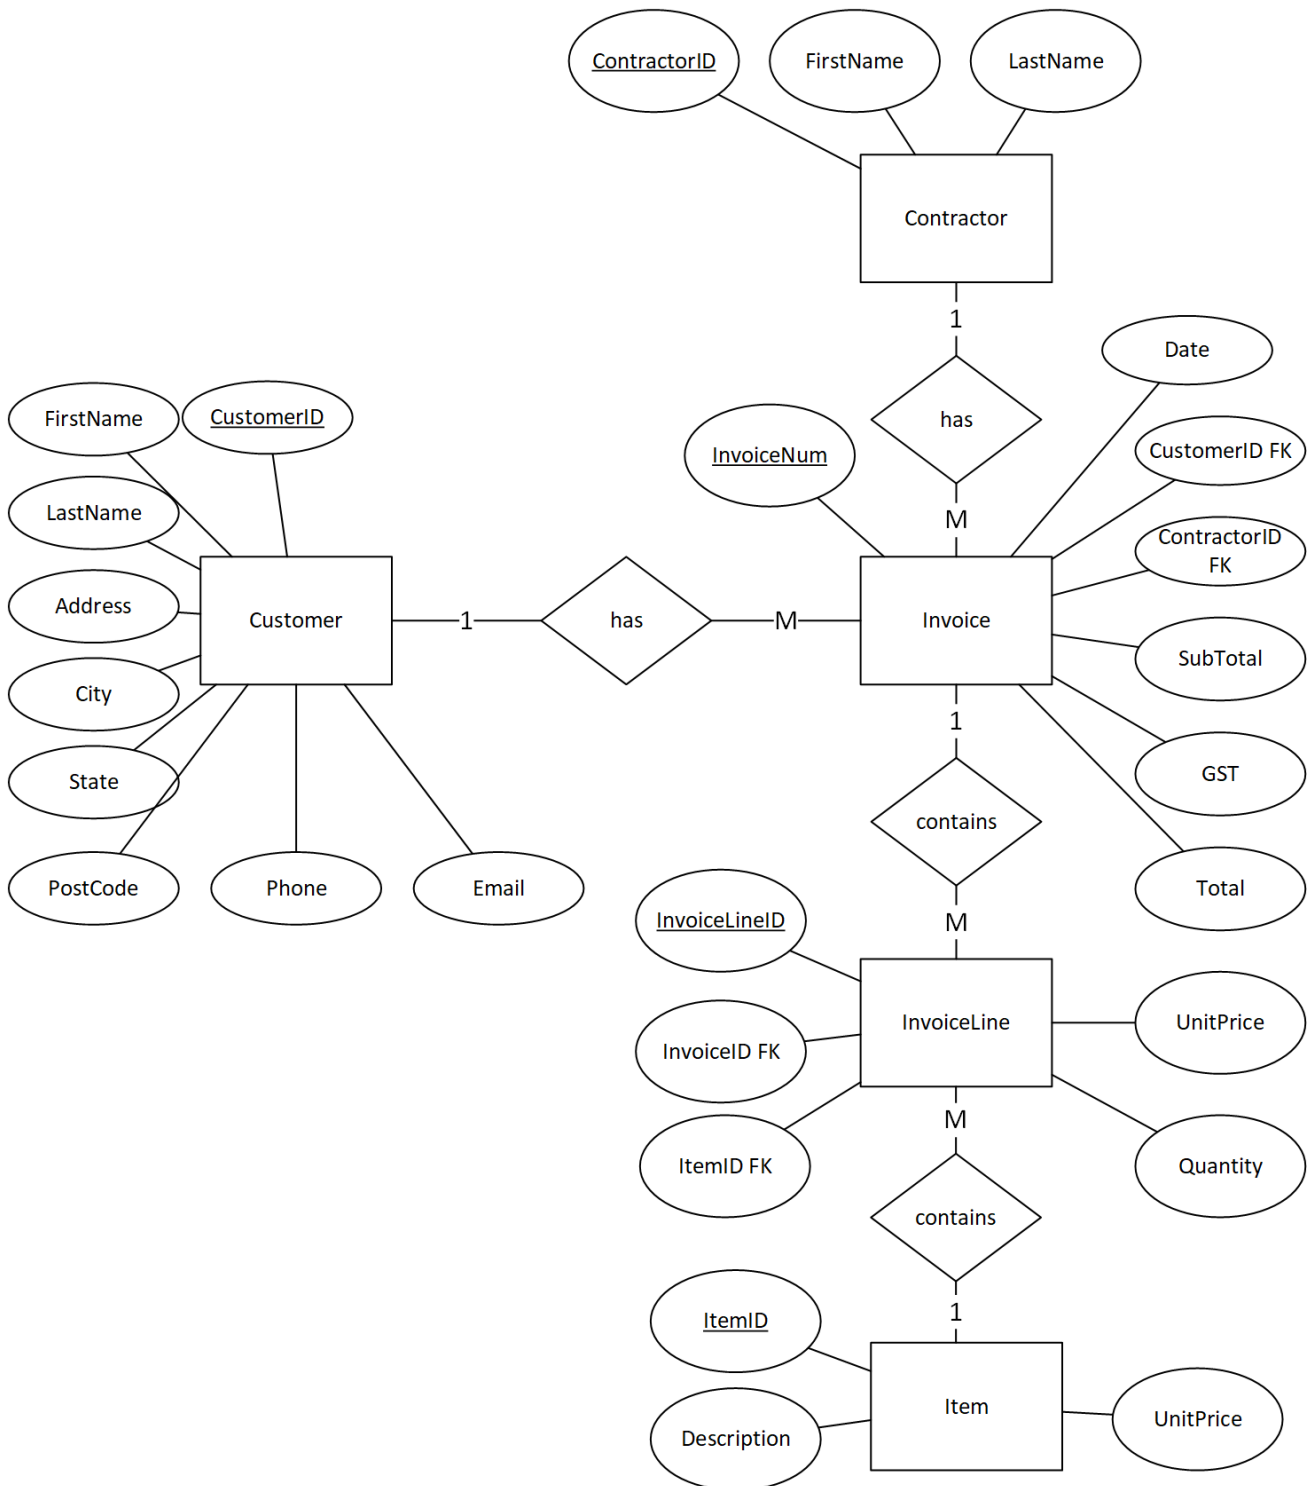 ContractorID
FirstName
LastName
Contractor
1
has
M
Date
CustomerID FK
ContractorID
FK
SubTotal
GST
Total
InvoiceNum
Invoice
FirstName
CustomerID
LastName
Address
City
State
PostCode
Phone
Email
Customer
1
has
M
1
contains
M
InvoiceLineID
InvoiceID FK
ItemID FK
InvoiceLine
UnitPrice
Quantity
M
contains
1
ItemID
Description
Item
UnitPrice